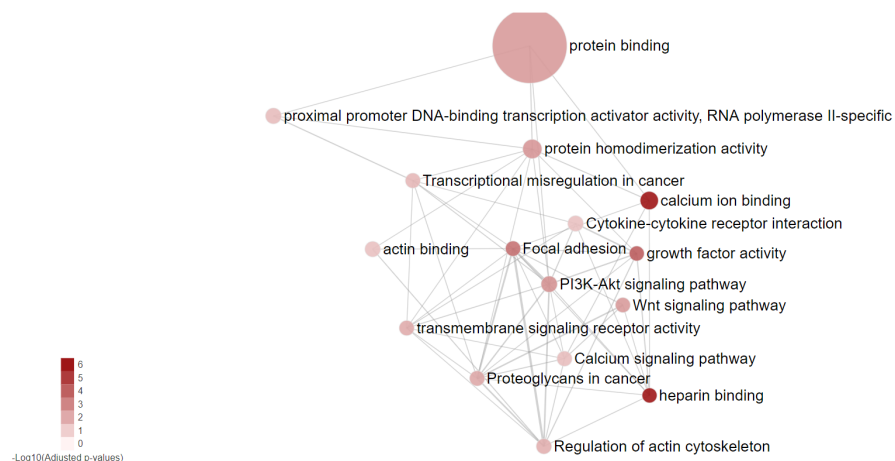 protein binding
proximal promoter DNA-binding transcription activator activity, RNA polymerase II-specific
protein homodimerization activity
Transcriptional misregulation in cancer
calcium ion binding
Cytokine-cytokine receptor interaction
actin binding
Focal adhesion
growth factor activity
PI3K-Akt signaling pathway
Wnt signaling pathway
transmembrane signaling receptor activity
Calcium signaling pathway
Proteoglycans in cancer
heparin binding
Regulation of actin cytoskeleton
6
5
4
3
2
1
0
-Log10(Adjusted p-values)